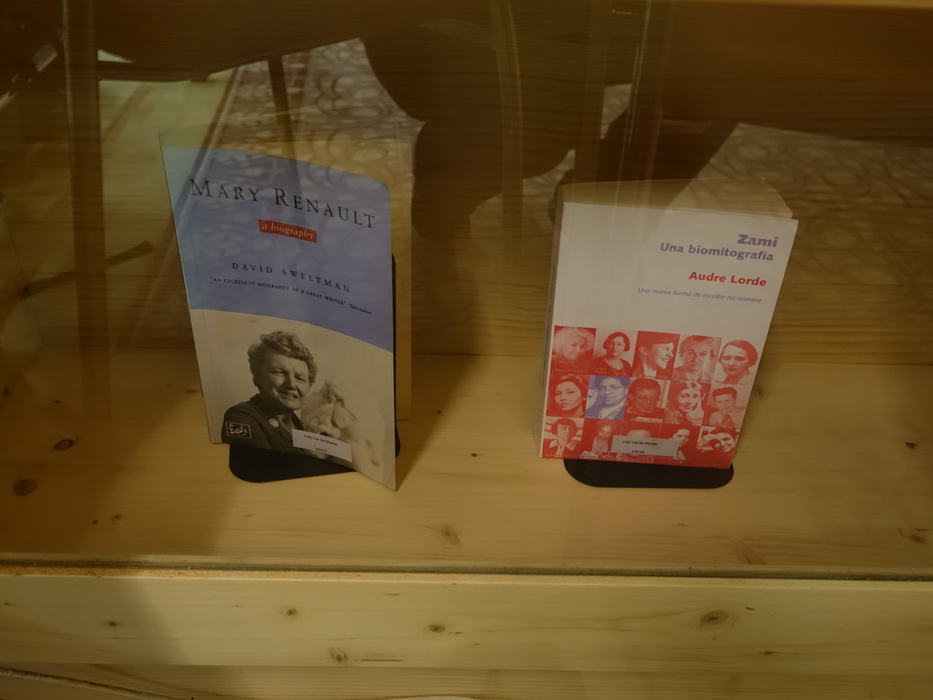 MARY RENAULT
a biography
DAVID SWEETMAN
"AN EXCELLENT BIOGRAPHY OF A GREAT WRITER" Spectator
Zami
Una biomitografía
Audre Lorde
Una nueva forma de escribir mi nombre